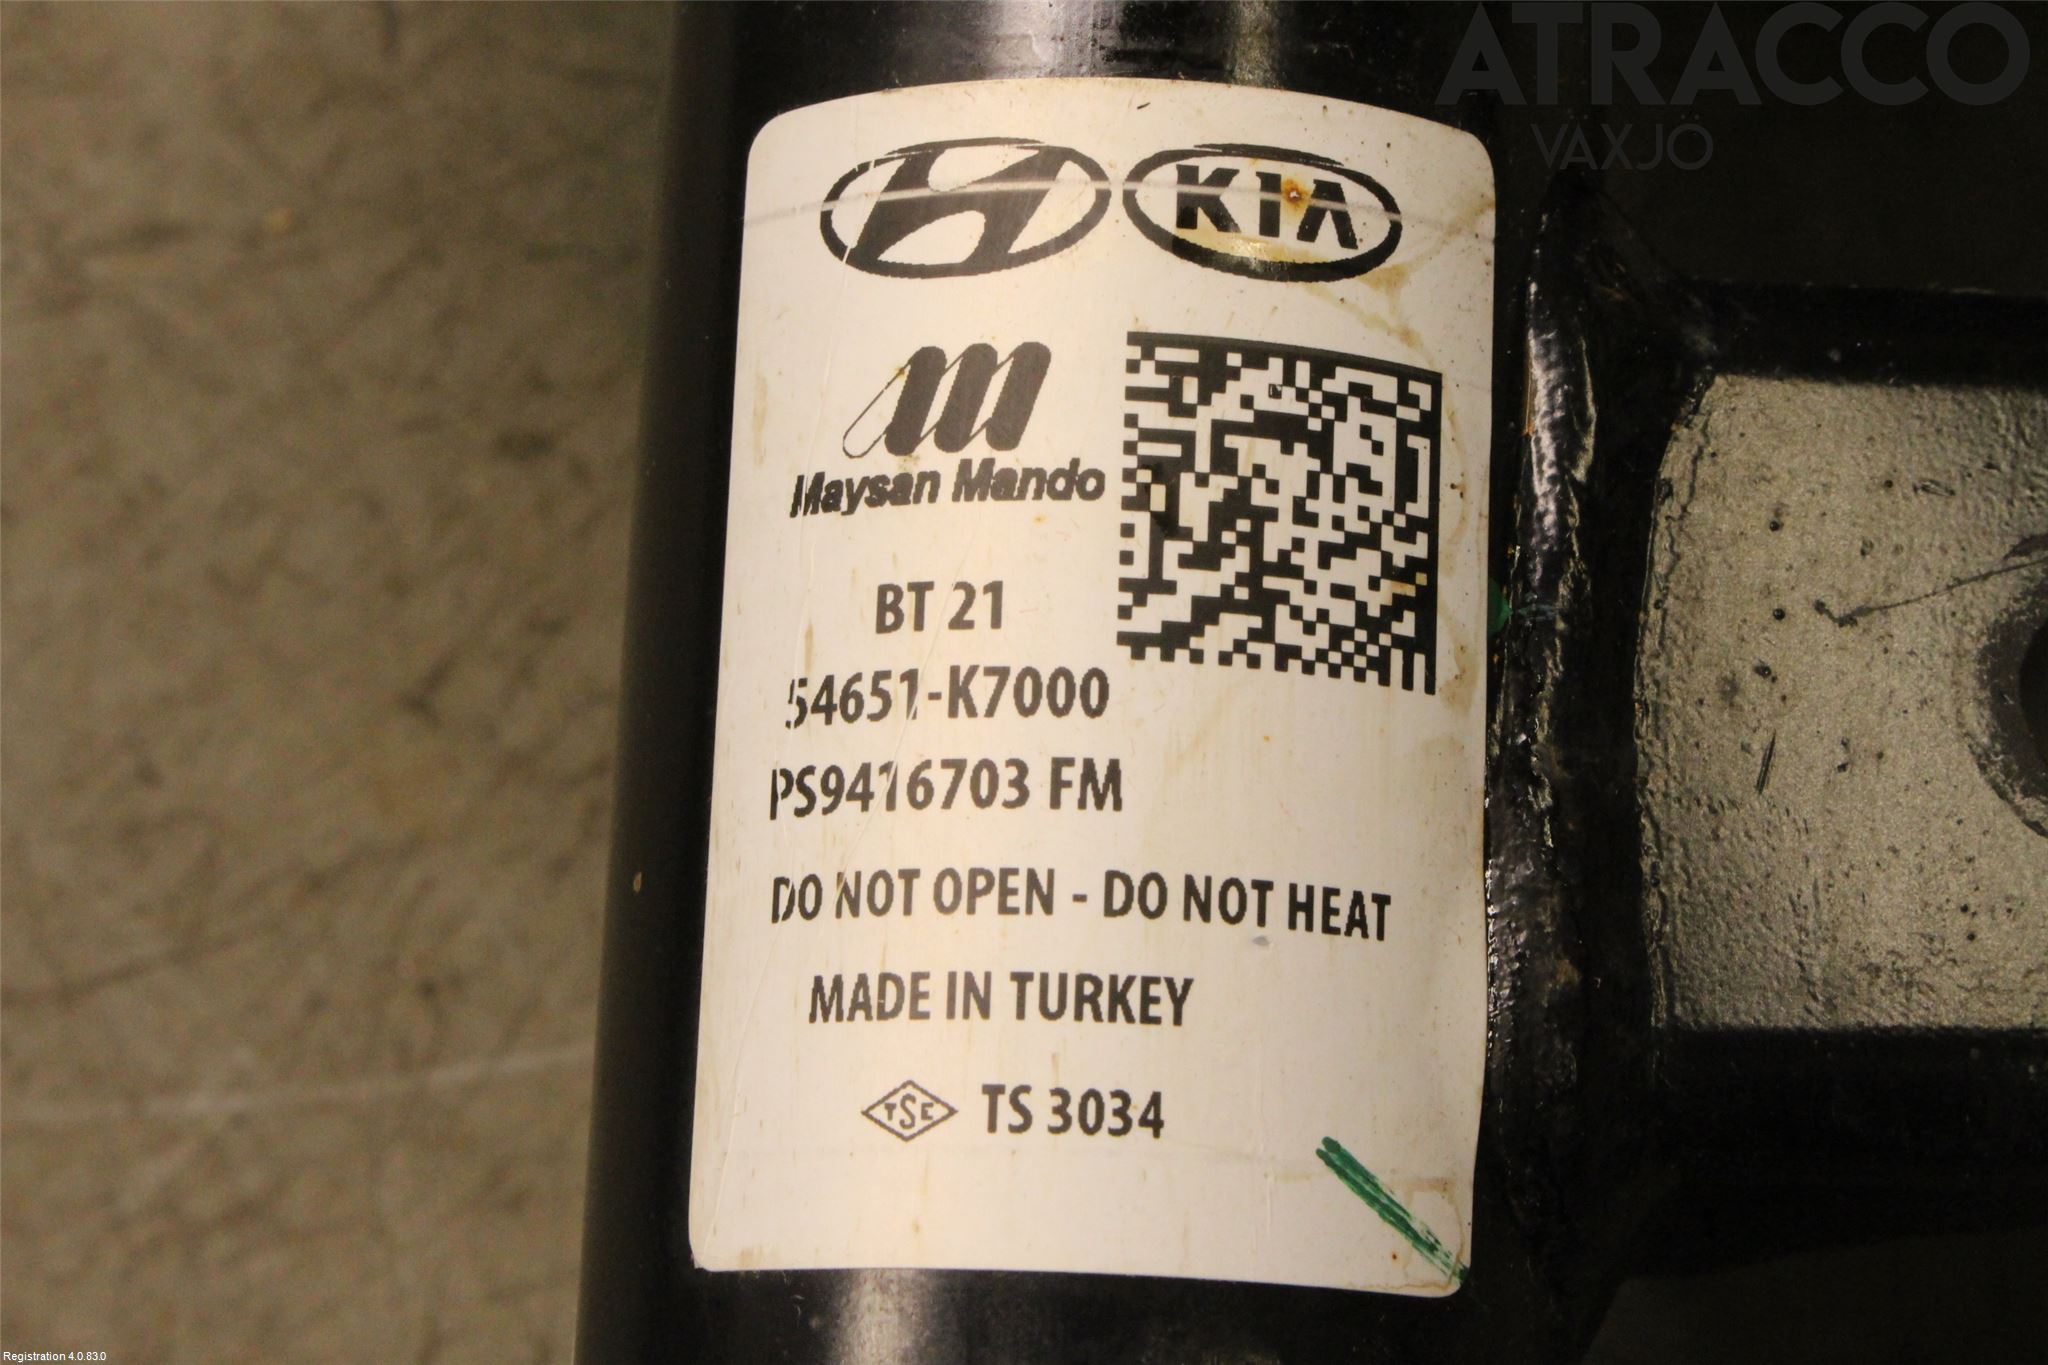 ATRACCO
VAXJÖ
KIA
Maysan Mando
BT 21
54651-K7000
PS9416703 FM
DO NOT OPEN - DO NOT HEAT
MADE IN TURKEY
TSE TS 3034
Registration 4.0.83.0